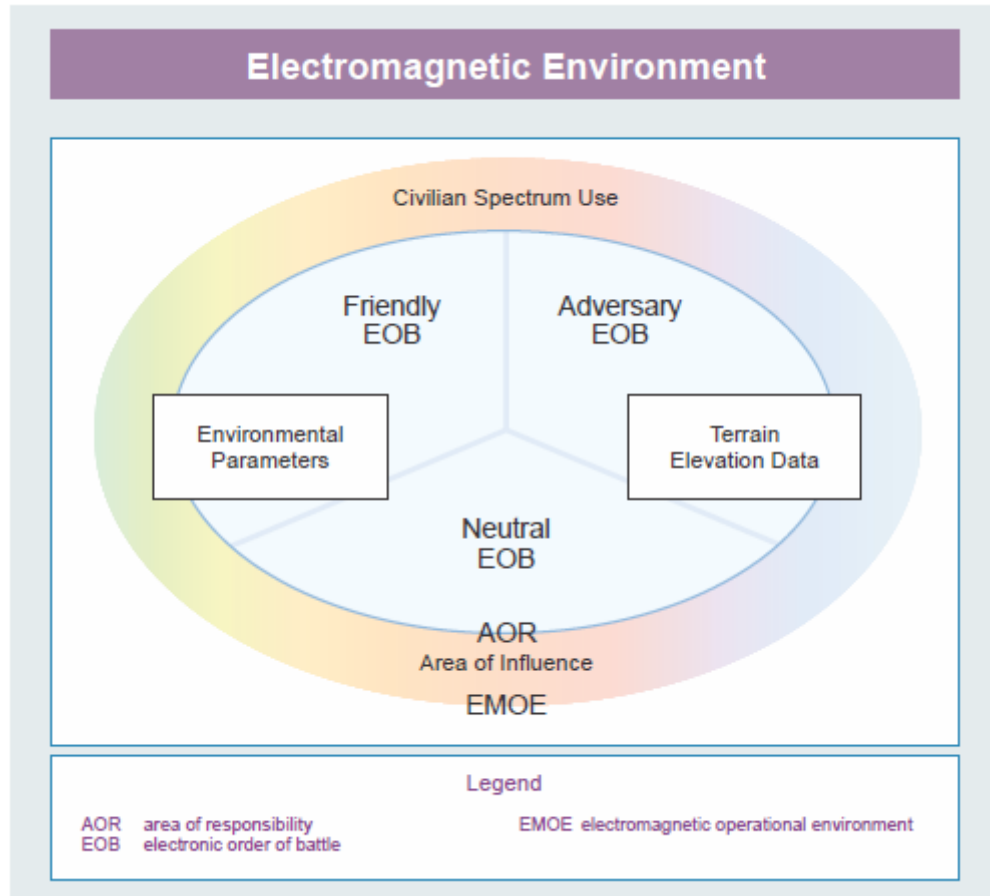 Electromagnetic Environment
Civilian Spectrum Use
Friendly
EOB
Adversary
EOB
Environmental
Parameters
Terrain
Elevation Data
Neutral
EOB
AOR
Area of Influence
EMOE
Legend
AOR area of responsibility
EOB electronic order of battle
EMOE electromagnetic operational environment